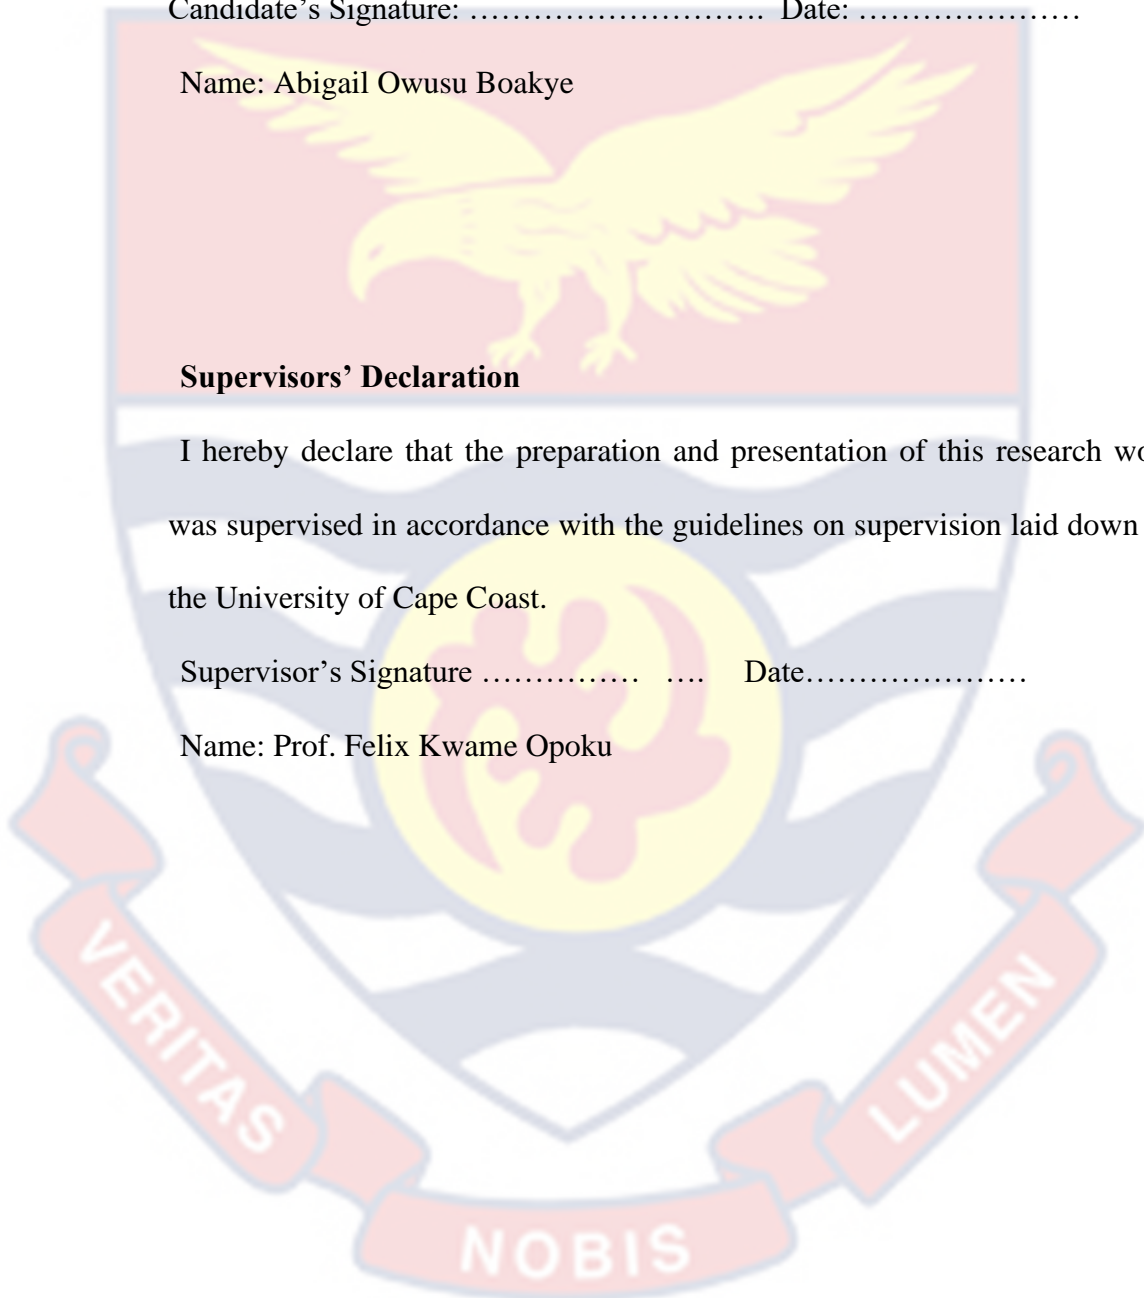 Candidate’s Signature: ………………………. Date: …………………
Name: Abigail Owusu Boakye
Supervisors’ Declaration
I hereby declare that the preparation and presentation of this research
was supervised in accordance with the guidelines on supervision laid down
the University of Cape Coast.
Supervisor’s Signature …………… …. Date…………………
Name: Prof. Felix Kwame Opoku
VERITAS
NOBIS
LUMEN